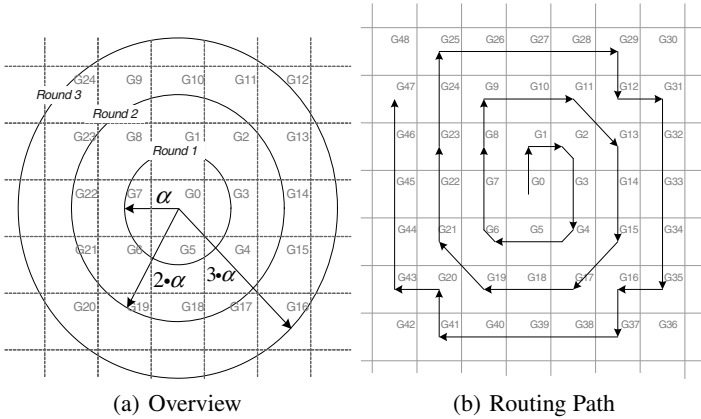 G24 G9 G10 G11 G12
Round 3
Round 2
G23 G8 G1 G2 G13
Round 1
G22 G7 α G0 G3 G14
G21 G6 G5 G4 G15
2•α 3•α
G20 G19 G18 G17 G16
(a) Overview
G48 G25 G26 G27 G28 G29 G30
G47 G24 G9 G10 G11 G12 G31
G46 G23 G8 G1 G2 G13 G32
G45 G22 G7 G0 G3 G14 G33
G44 G21 G6 G5 G4 G15 G34
G43 G20 G19 G18 G17 G16 G35
G42 G41 G40 G39 G38 G37 G36
(b) Routing Path